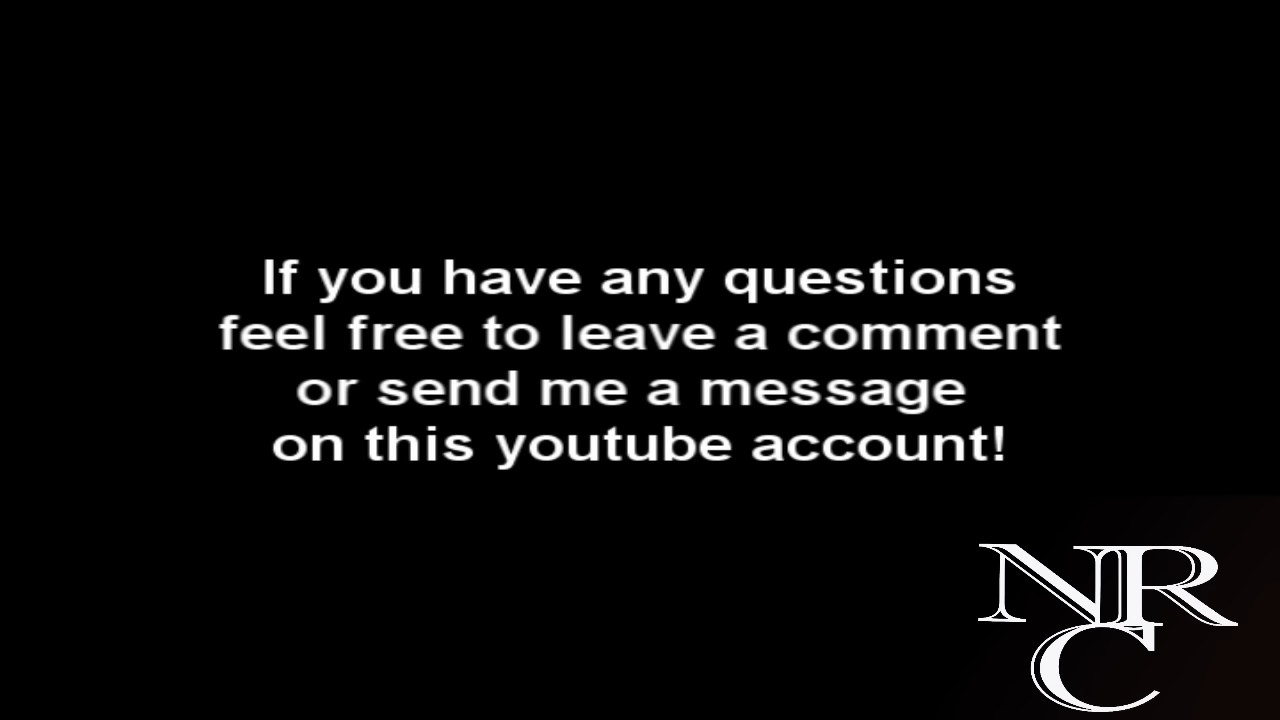 If you have any questions
feel free to leave a comment
or send me a message
on this youtube account!
NR
C